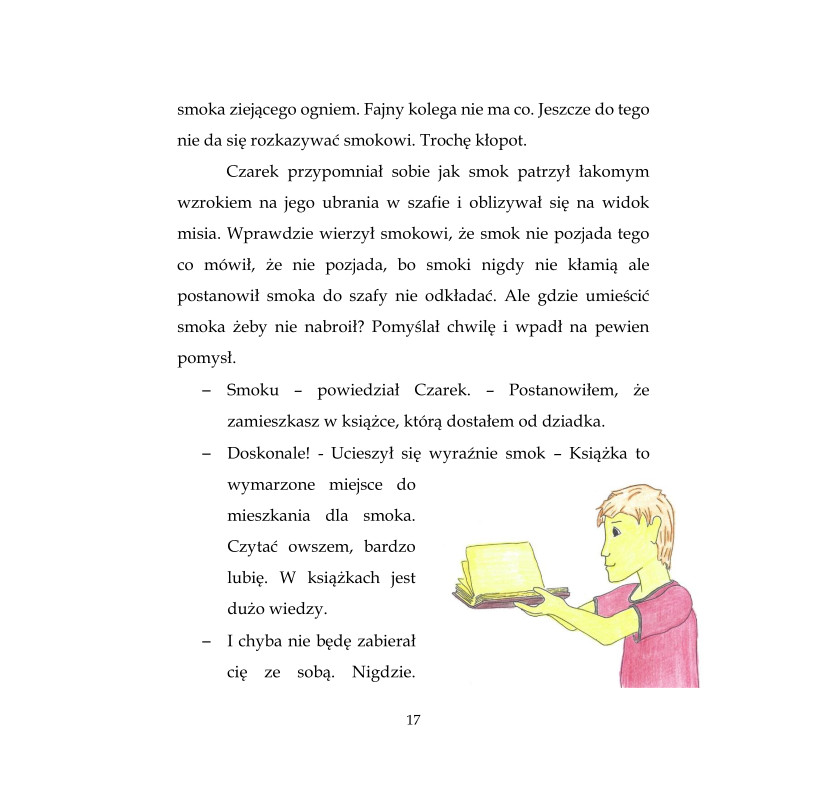 smoka ziejącego ogniem. Fajny kolega nie ma co. Jeszcze do tego
nie da się rozkazywać smokowi. Trochę kłopot.
Czarek przypomniał sobie jak smok patrzył łakomym
wzrokiem na jego ubrania w szafie i oblizywał się na widok
misia. Wprawdzie wierzył smokowi, że smok nie pozjada tego
co mówił, że nie pozjada, bo smoki nigdy nie kłamią ale
postanowił smoka do szafy nie odkładać. Ale gdzie umieścić
smoka żeby nie nabroił? Pomyślał chwilę i wpadł na pewien
pomysł.
– Smoku – powiedział Czarek. – Postanowiłem, że
zamieszkasz w książce, którą dostałem od dziadka.
– Doskonale! - Ucieszył się wyraźnie smok – Książka to
wymarzone miejsce do
mieszkania dla smoka.
Czytać owszem, bardzo
lubię. W książkach jest
dużo wiedzy.
– I chyba nie będę zabierał
cię ze sobą. Nigdzie.
17